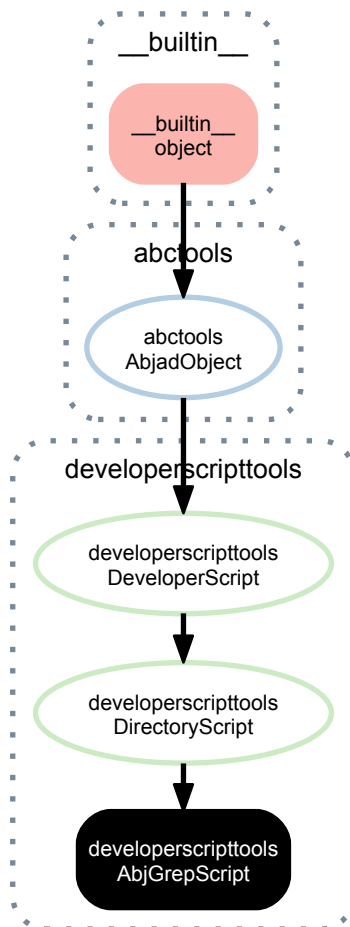 __builtin__
__builtin__
object
abctools
abctools
AbjadObject
developerscripttools
developerscripttools
DeveloperScript
developerscripttools
DirectoryScript
developerscripttools
AbjGrepScript